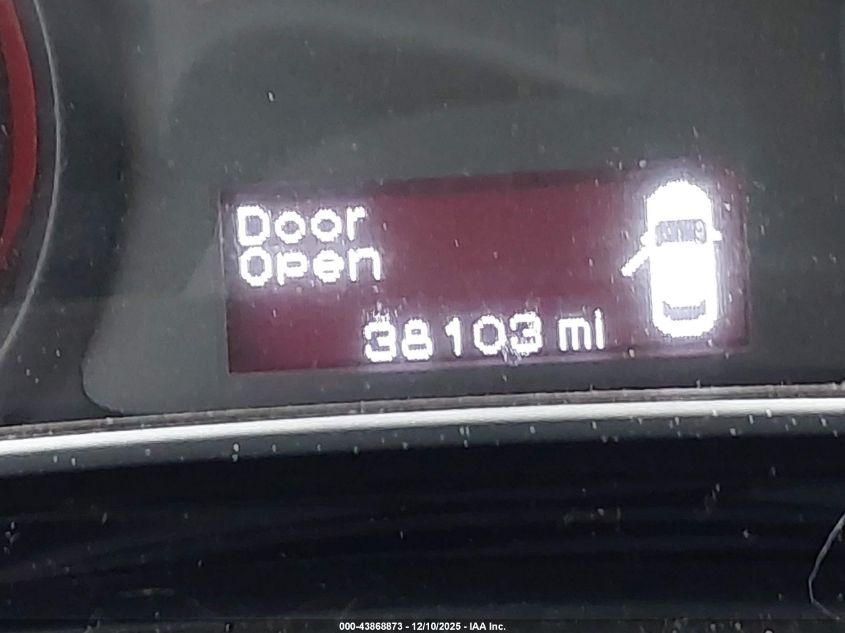 Door
Open
38103 mi
000-43868873 - 12/10/2025 - IAA Inc.